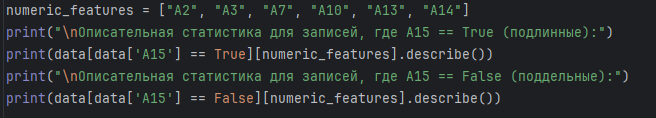 numeric_features = ["A2", "A3", "A7", "A10", "A13", "A14"]
print("\nОписательная статистика для записей, где A15 == True (подлинные):")
print(data[data['A15'] == True][numeric_features].describe())
print("\nОписательная статистика для записей, где A15 == False (поддельные):")
print(data[data['A15'] == False][numeric_features].describe())